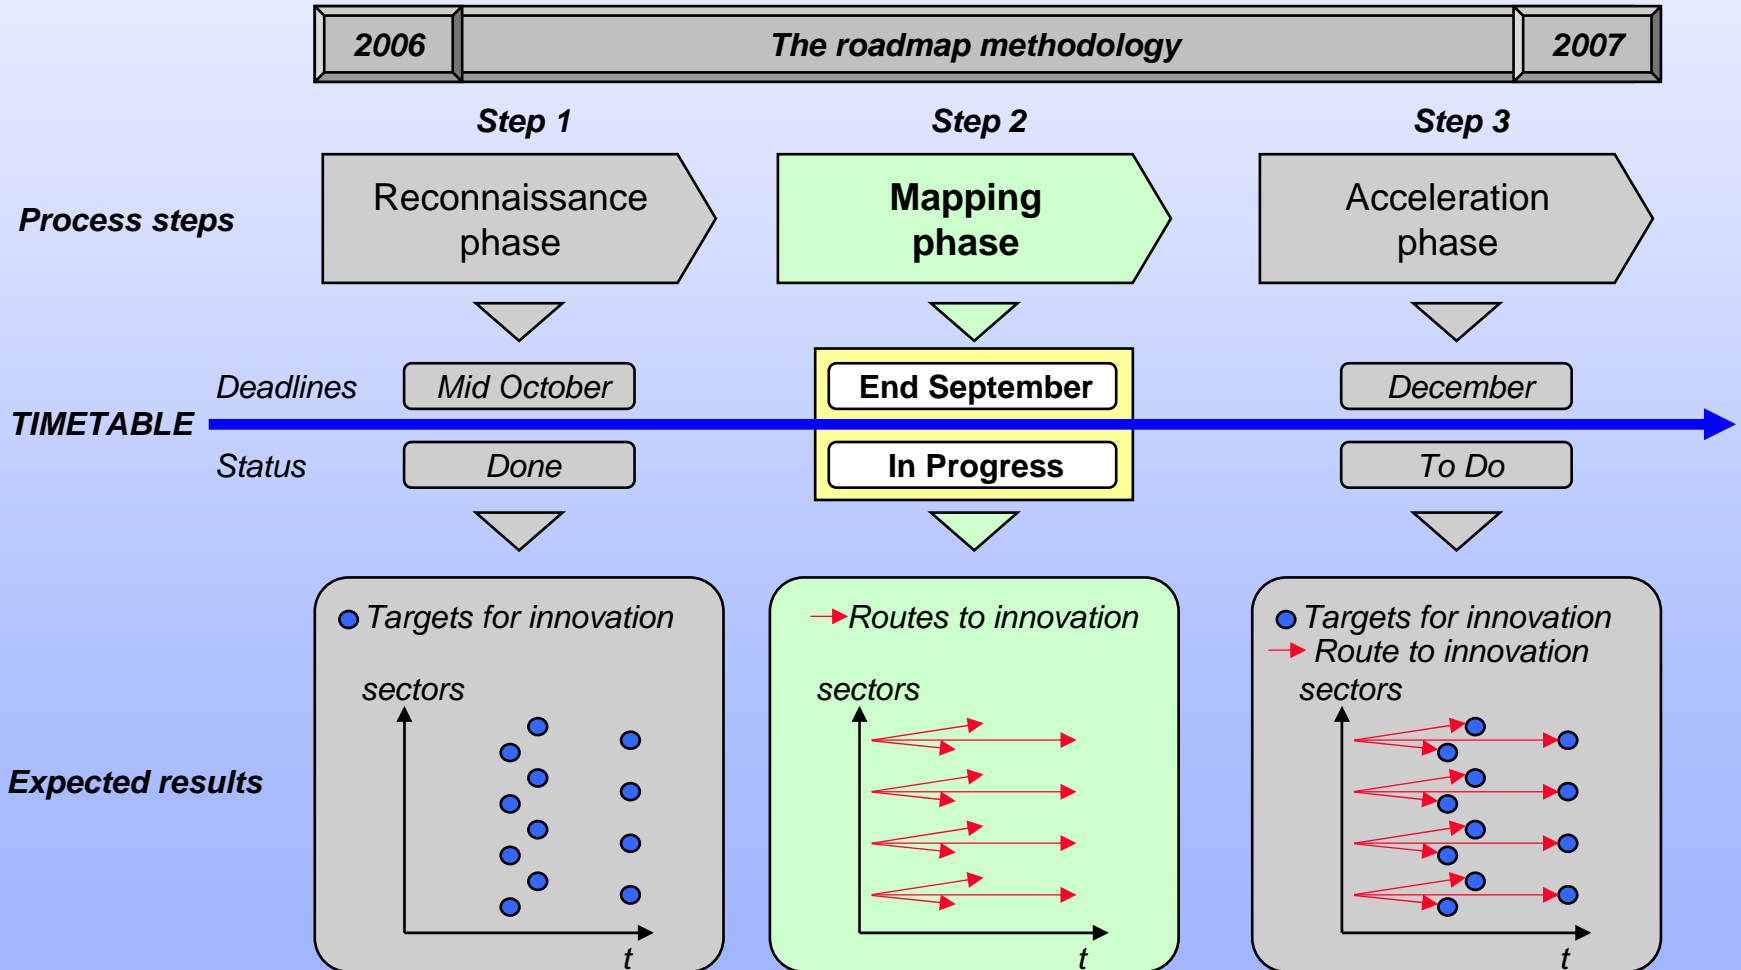 2006
The roadmap methodology
2007
Step 1
Step 2
Step 3
Process steps
Reconnaissance
phase
Mapping
phase
Acceleration
phase
Deadlines
Mid October
End September
December
TIMETABLE
Status
Done
In Progress
To Do
Expected results
Targets for innovation
sectors
t
Routes to innovation
sectors
t
Targets for innovation
Route to innovation
sectors
t